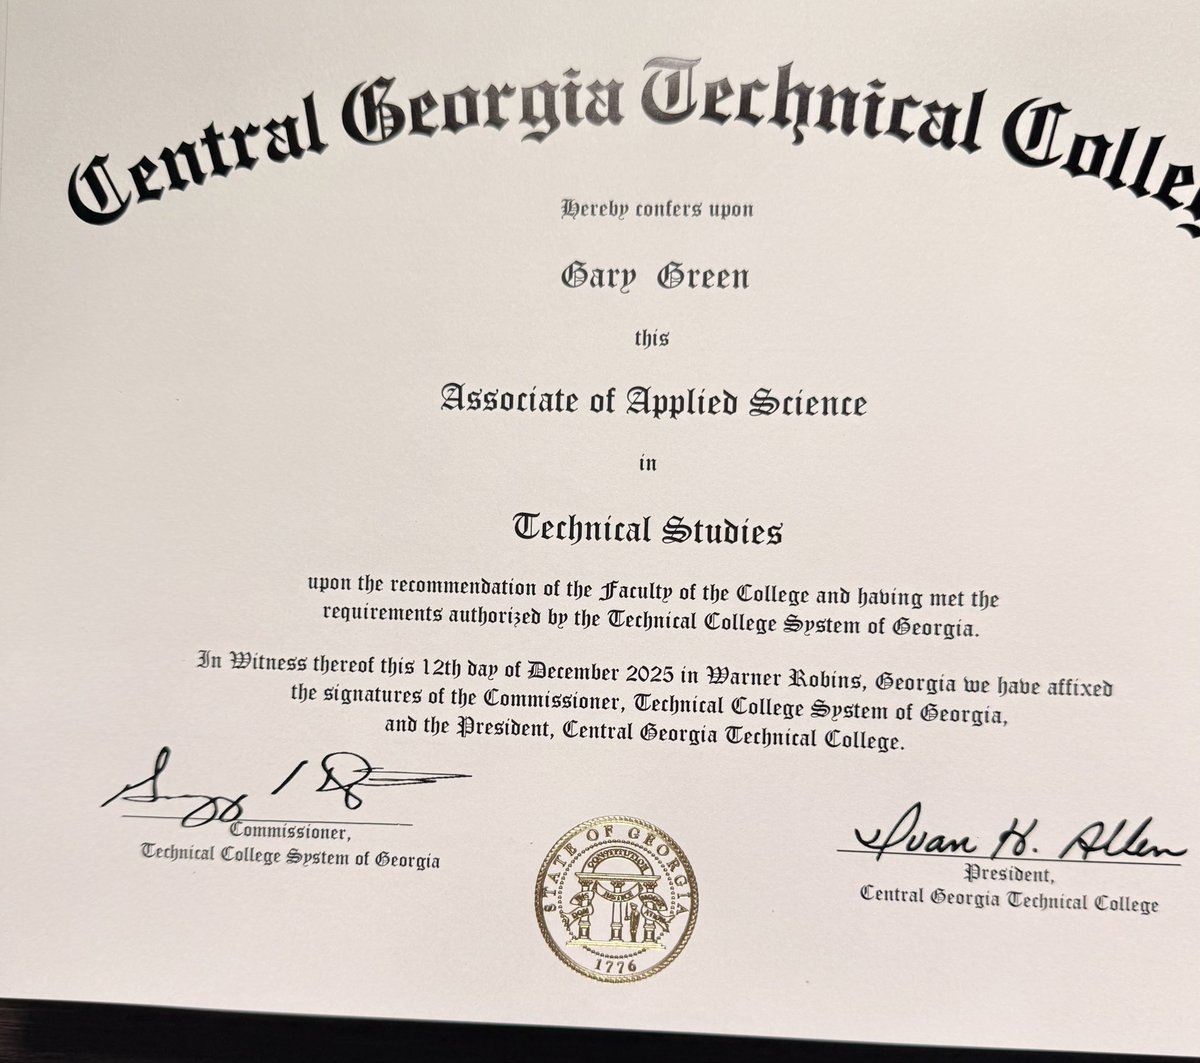 Central Georgia Technical Colleg
Hereby confers upon
Gary Green
this
Associate of Applied Science
in
Technical Studies
upon the recommendation of the Faculty of the College and having met the
requirements authorized by the Technical College System of Georgia.
In Witness thereof this 12th day of December 2025 in Warner Robins, Georgia we have affixed
the signatures of the Commissioner, Technical College System of Georgia,
and the President, Central Georgia Technical College.
Commissioner,
Technical College System of Georgia
STATE OF GEORGIA
CONSTITUTION
JUSTICE
1776
Ivan H. Allen
President,
Central Georgia Technical College